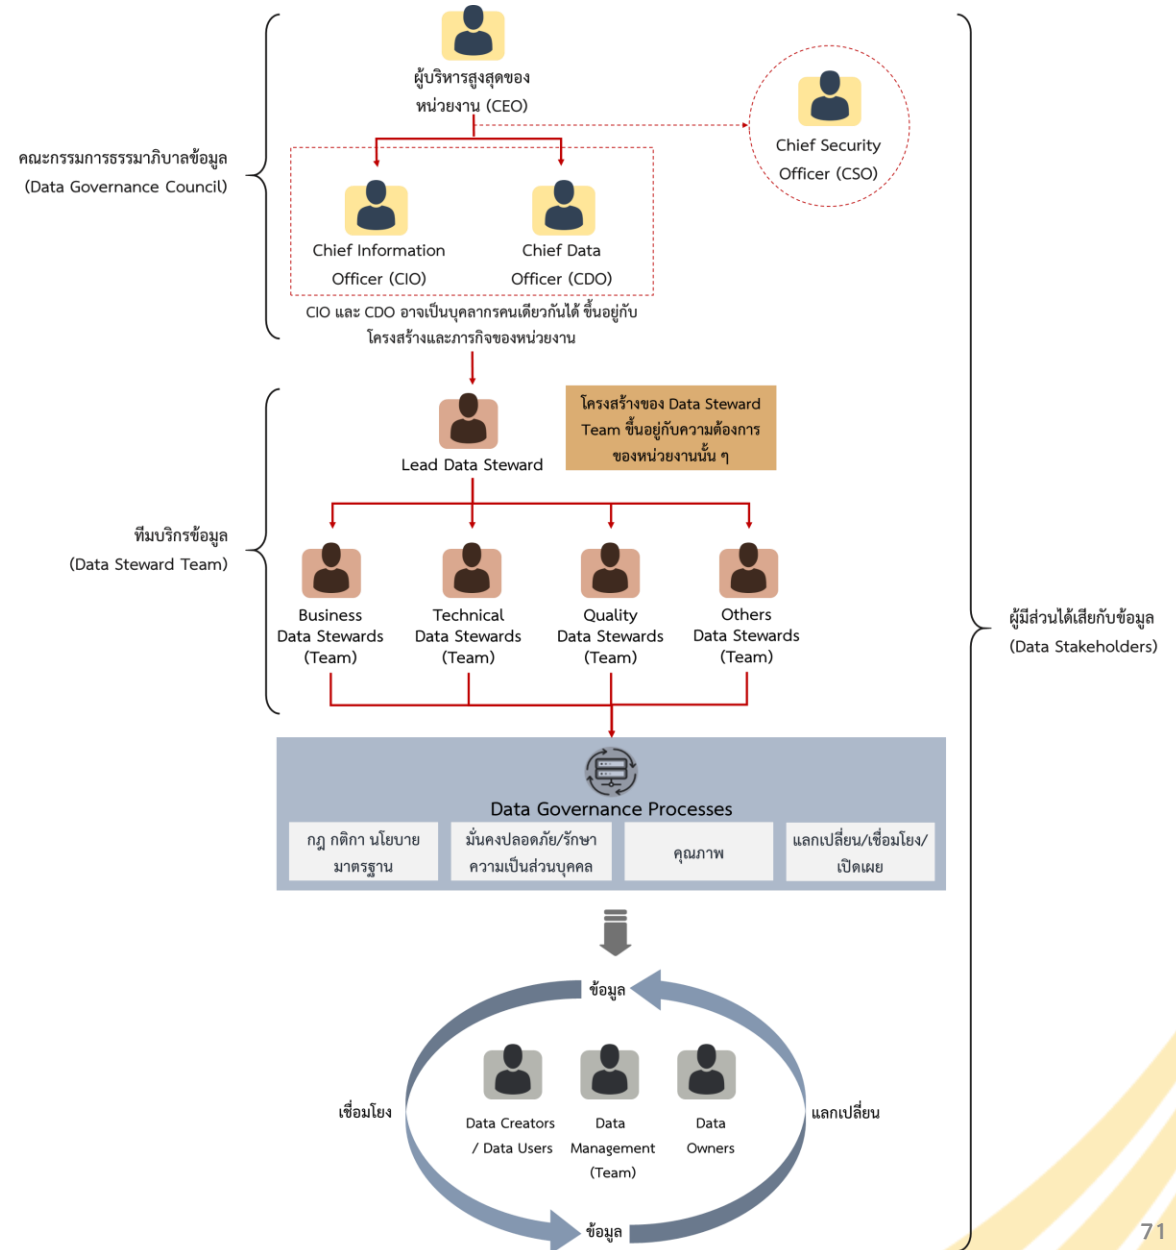 ผู้บริหารสูงสุดของ
หน่วยงาน (CEO)
Chief Security
Officer (CSO)
คณะกรรมการธรรมาภิบาลข้อมูล
(Data Governance Council)
Chief Information
Officer (CIO)
Chief Data
Officer (CDO)
CIO และ CDO อาจเป็นบุคลากรคนเดียวกันได้ ขึ้นอยู่กับ
โครงสร้างและภารกิจของหน่วยงาน
Lead Data Steward
โครงสร้างของ Data Steward
Team ขึ้นอยู่กับความต้องการ
ของหน่วยงานนั้น ๆ
ทีมบริกรข้อมูล
(Data Steward Team)
Business
Data Stewards
(Team)
Technical
Data Stewards
(Team)
Quality
Data Stewards
(Team)
Others
Data Stewards
(Team)
ผู้มีส่วนได้เสียกับข้อมูล
(Data Stakeholders)
Data Governance Processes
กฎ กติกา นโยบาย
มาตรฐาน
มั่นคงปลอดภัย/รักษา
ความเป็นส่วนบุคคล
คุณภาพ
แลกเปลี่ยน/เชื่อมโยง/
เปิดเผย
ข้อมูล
เชื่อมโยง
Data Creators
/ Data Users
Data
Management
(Team)
Data
Owners
แลกเปลี่ยน
ข้อมูล
71